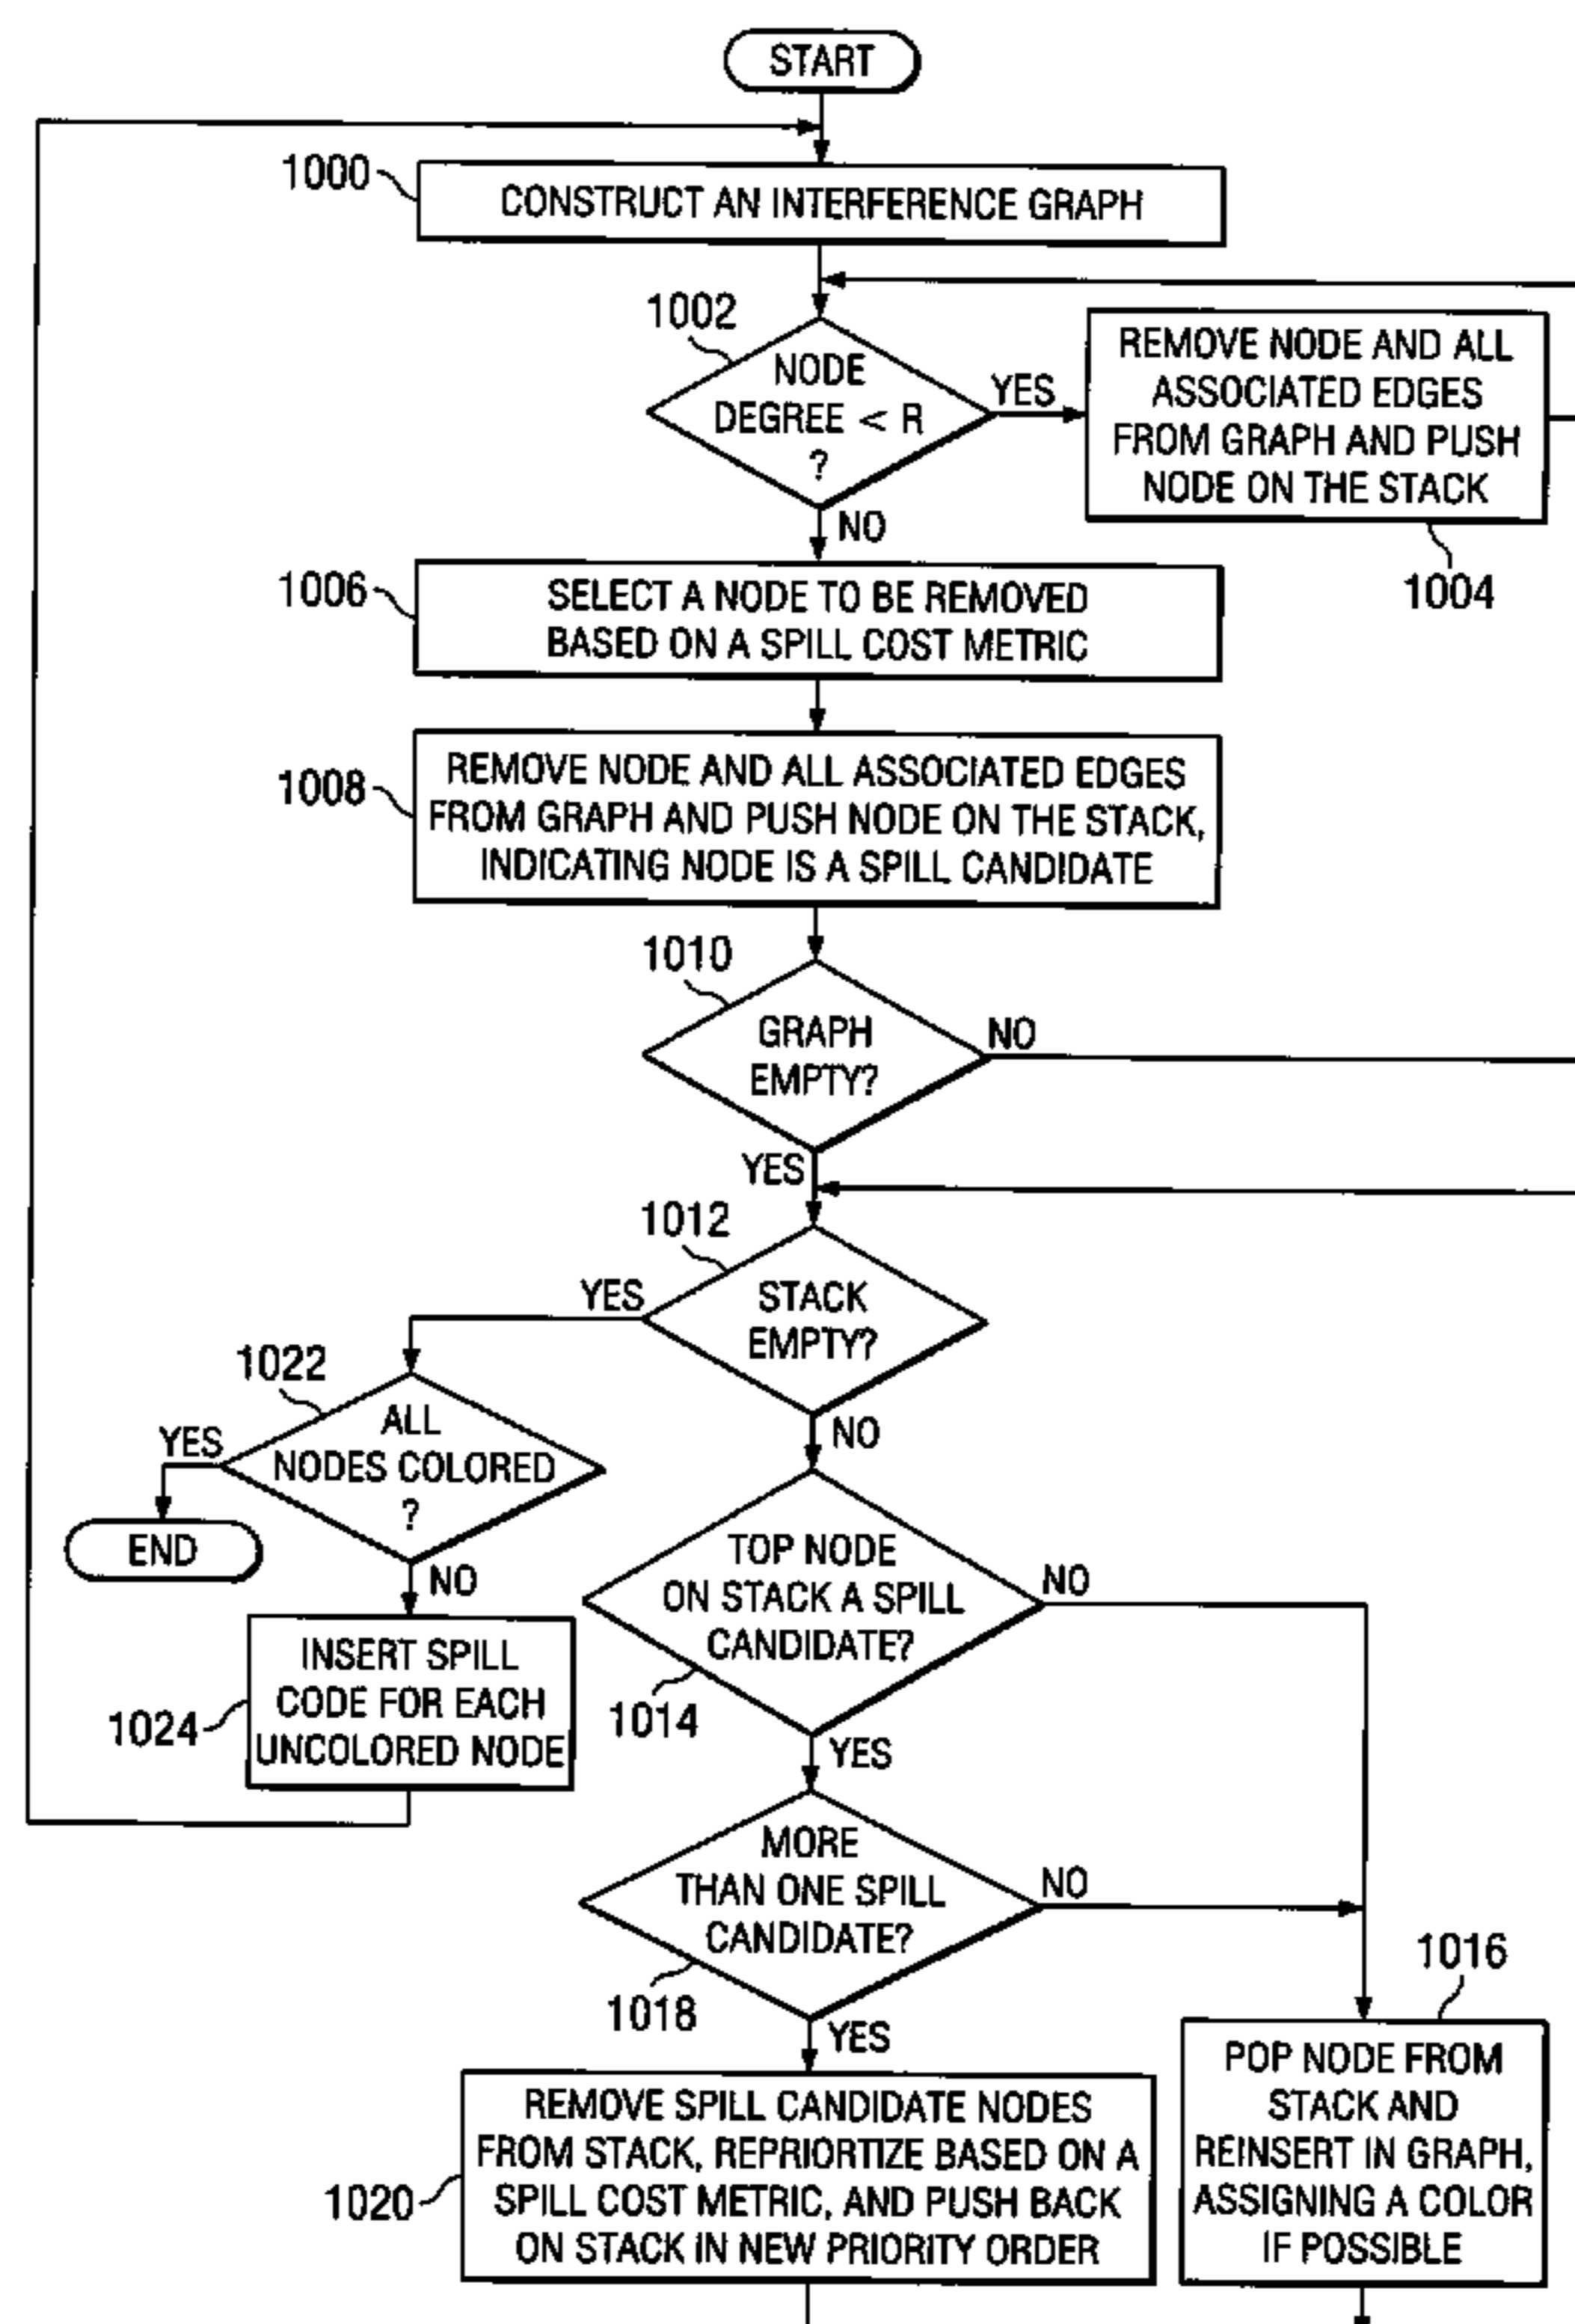 START
1000
CONSTRUCT AN INTERFERENCE GRAPH
1002
NODE
DEGREE < R
?
YES
NO
REMOVE NODE AND ALL
ASSOCIATED EDGES
FROM GRAPH AND PUSH
NODE ON THE STACK
1004
1006
SELECT A NODE TO BE REMOVED
BASED ON A SPILL COST METRIC
1008
REMOVE NODE AND ALL ASSOCIATED EDGES
FROM GRAPH AND PUSH NODE ON THE STACK,
INDICATING NODE IS A SPILL CANDIDATE
1010
GRAPH
EMPTY?
NO
YES
1012
STACK
EMPTY?
YES
NO
1022
ALL
NODES COLORED
?
YES
END
NO
INSERT SPILL
CODE FOR EACH
UNCOLORED NODE
1024
TOP NODE
ON STACK A SPILL
CANDIDATE?
NO
1014
YES
MORE
THAN ONE SPILL
CANDIDATE?
NO
1018
YES
1016
POP NODE FROM
STACK AND
REINSERT IN GRAPH,
ASSIGNING A COLOR
IF POSSIBLE
1020
REMOVE SPILL CANDIDATE NODES
FROM STACK, REPRIORTIZE BASED ON A
SPILL COST METRIC, AND PUSH BACK
ON STACK IN NEW PRIORITY ORDER